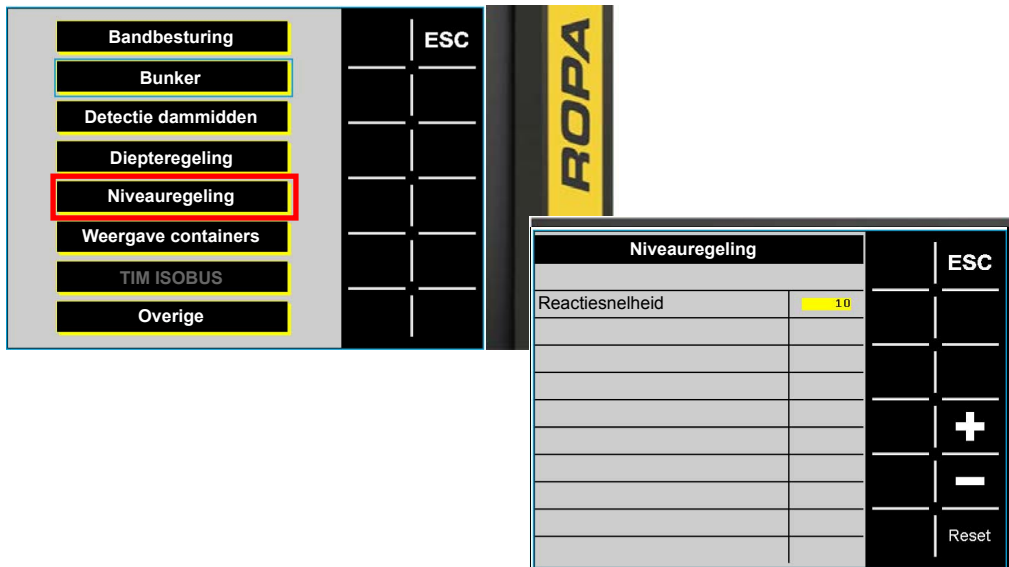 Bandbesturing
ESC
Bunker
Detectie dammidden
Diepteregeling
Niveauregeling
Weergave containers
TIM ISOBUS
Overige
ROPA
Niveauregeling
ESC
Reactiesnelheid 10
+
−
Reset